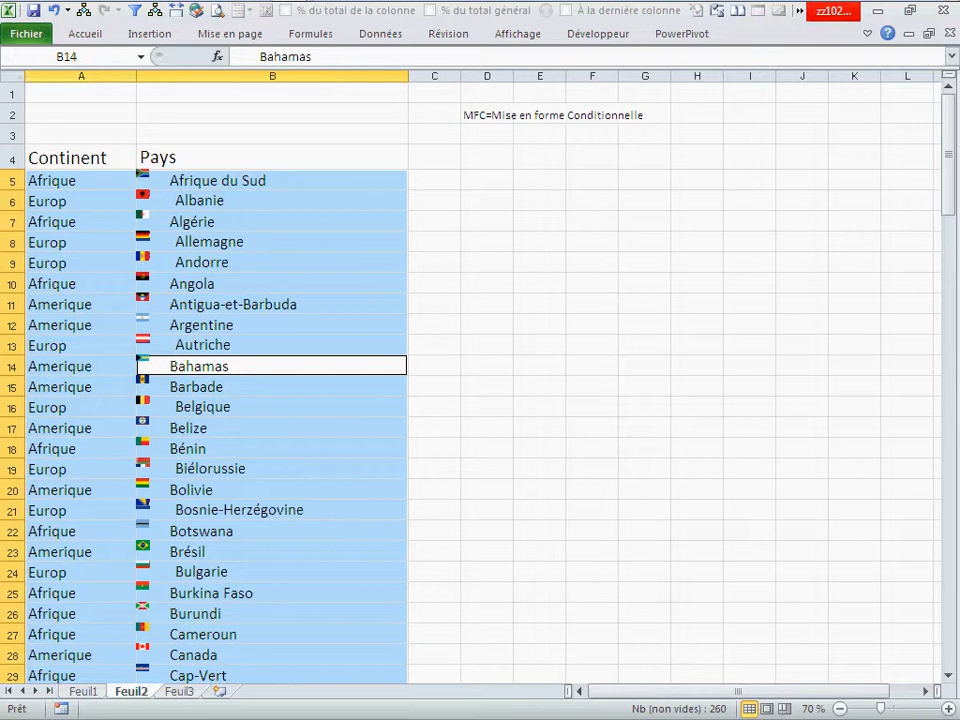 % du total de la colonne % du total général À la dernière colonne zz102...
Fichier Accueil Insertion Mise en page Formules Données Révision Affichage Développeur PowerPivot
B14 fx Bahamas
A B C D E F G H I J K L
1
2 MFC=Mise en forme Conditionnelle
3
4 Continent Pays
5 Afrique Afrique du Sud
6 Europ Albanie
7 Afrique Algérie
8 Europ Allemagne
9 Europ Andorre
10 Afrique Angola
11 Amerique Antigua-et-Barbuda
12 Amerique Argentine
13 Europ Autriche
14 Amerique Bahamas
15 Amerique Barbade
16 Europ Belgique
17 Amerique Belize
18 Afrique Bénin
19 Europ Biélorussie
20 Amerique Bolivie
21 Europ Bosnie-Herzégovine
22 Afrique Botswana
23 Amerique Brésil
24 Europ Bulgarie
25 Afrique Burkina Faso
26 Afrique Burundi
27 Afrique Cameroun
28 Amerique Canada
29 Afrique Cap-Vert
Feuil1 Feuil2 Feuil3
Prêt Nb (non vides) : 260 70 %